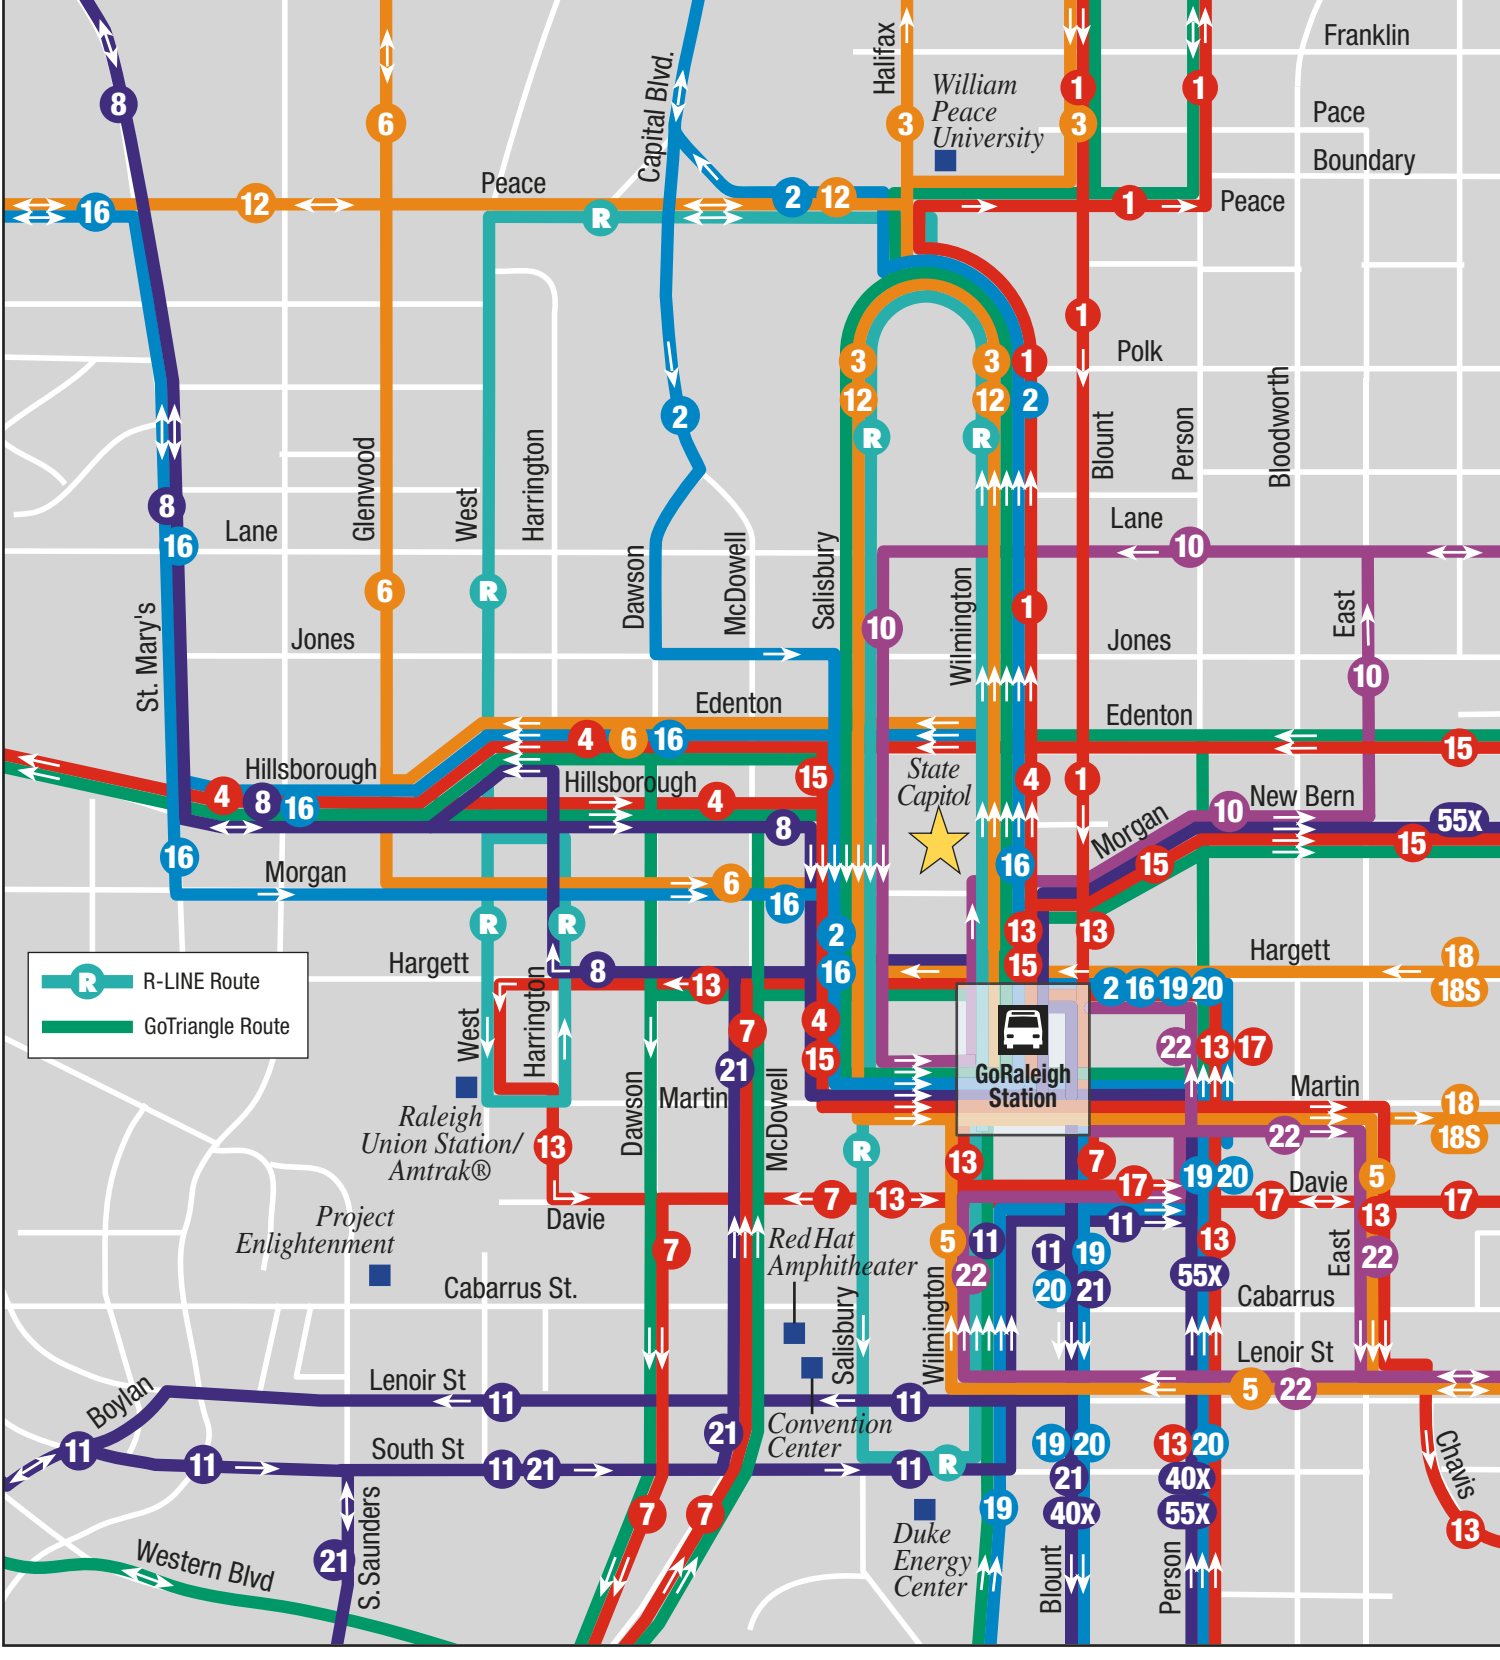 Franklin
Halifax
Capital Blvd.
William
Peace
University
1
1
8
6
3
3
Pace
Boundary
Peace
16
12
2
12
1
Peace
R
1
Polk
3
3
1
12
12
2
2
R
R
Glenwood
West
Harrington
Blount
Person
Bloodworth
8
16
Lane
Lane
10
Dawson
McDowell
Salisbury
Wilmington
East
6
R
1
St. Mary's
10
Jones
Jones
10
Edenton
Edenton
4
6
16
15
Hillsborough
Hillsborough
15
State
Capitol
4
1
4
8
16
4
8
New Bern
10
55X
Morgan
15
15
16
16
Morgan
6
16
R
R
2
13
13
Hargett
Hargett
8
13
16
15
18
18S
2
16
19
20
R
R-LINE Route
GoTriangle Route
West
Harrington
7
4
22
13
17
21
15
GoRaleigh
Station
Dawson
Martin
McDowell
Martin
18
18S
Raleigh
Union Station/
Amtrak®
13
R
13
7
22
19
20
5
17
Davie
7
13
17
17
Davie
13
Project
Enlightenment
7
Red Hat
Amphitheater
5
11
11
11
19
13
East
22
22
20
21
55X
Cabarrus St.
Cabarrus
Salisbury
Wilmington
Lenoir St
Lenoir St
Boylan
11
11
5
22
Convention
Center
21
11
11
South St
11
21
11
R
19
20
13
20
21
40X
40X
55X
Chavis
13
7
7
19
Duke
Energy
Center
Western Blvd
21
S. Saunders
Blount
Person